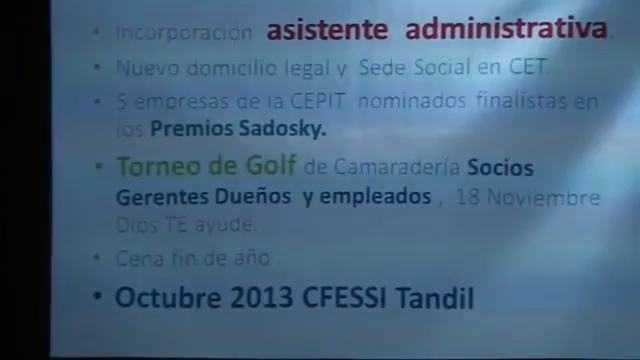 • Incorporación asistente administrativa.
• Nuevo domicilio legal y Sede Social en CET.
• 5 empresas de la CEPIT nominados finalistas en
los Premios Sadosky.
• Torneo de Golf de Camaradería Socios
Gerentes Dueños y empleados , 18 Noviembre
Dios TE ayude.
• Cena fin de año
• Octubre 2013 CFESSI Tandil